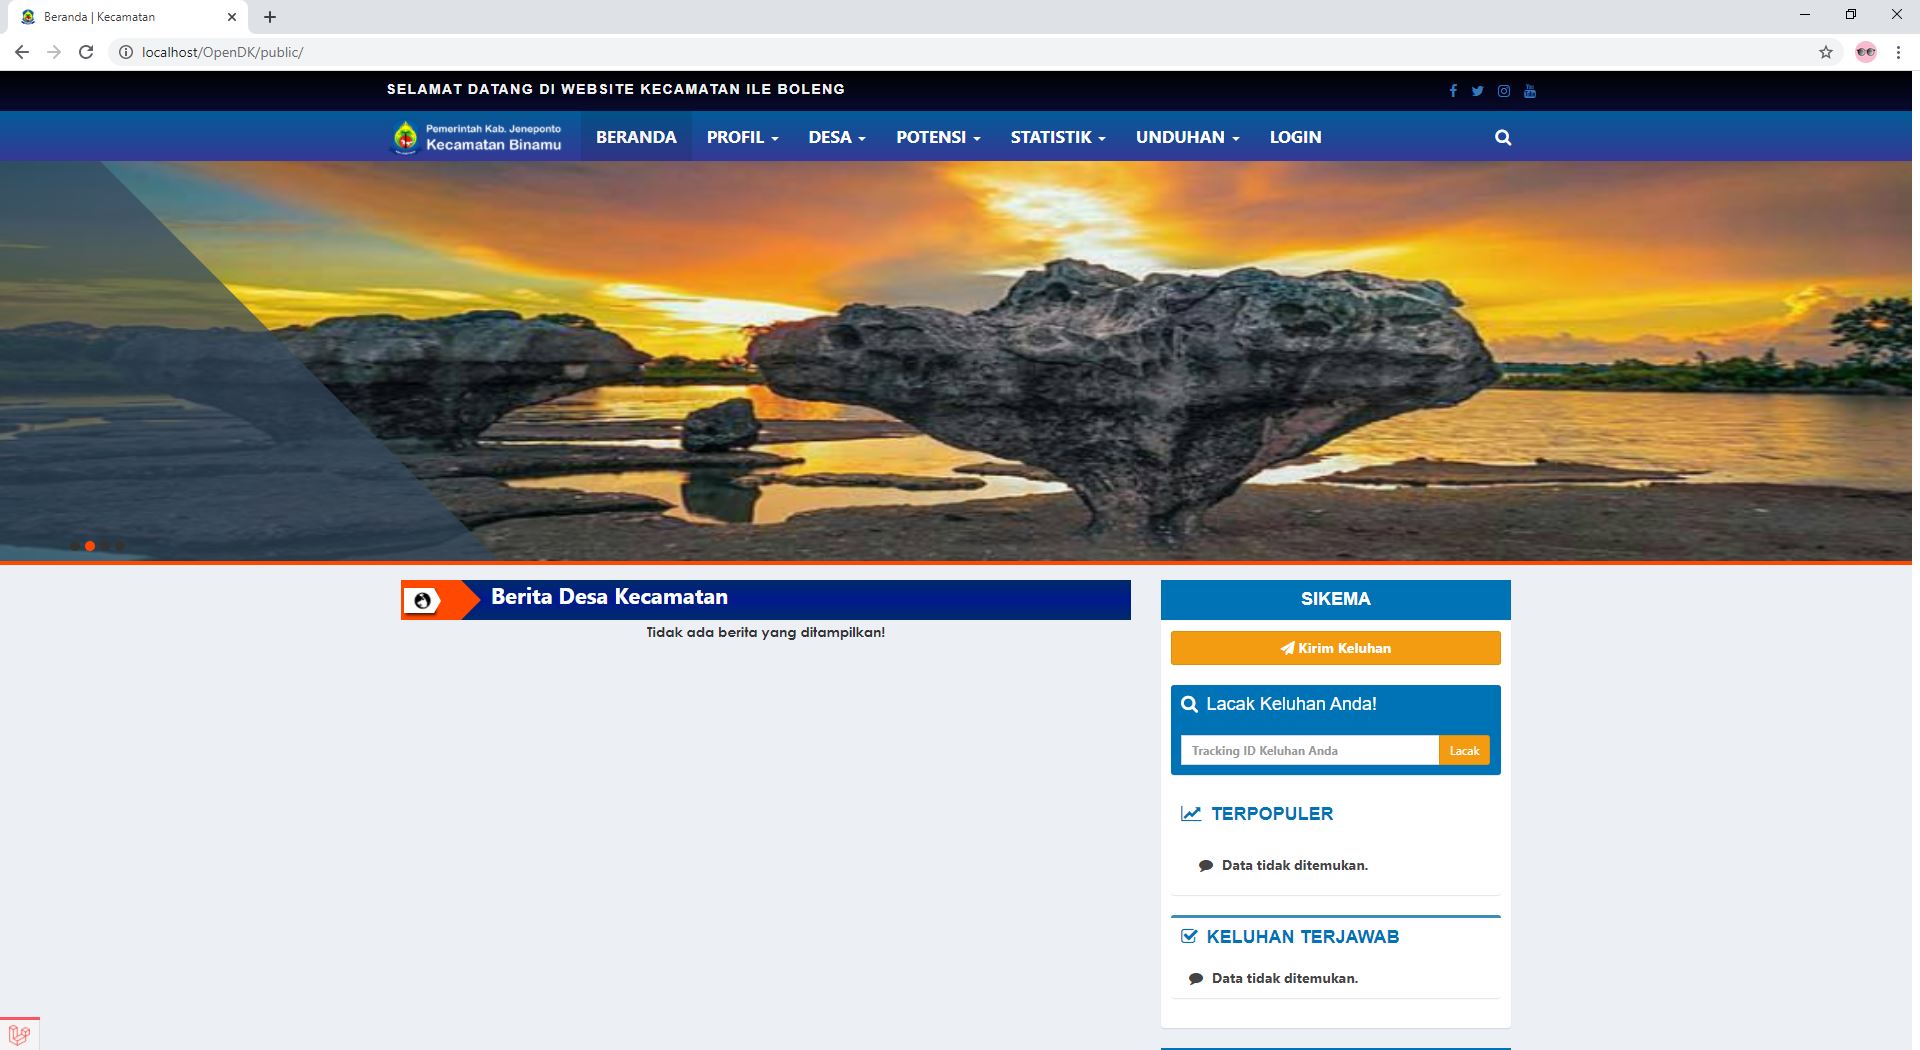 Beranda | Kecamatan
localhost/OpenDK/public/
SELAMAT DATANG DI WEBSITE KECAMATAN ILE BOLENG
Pemerintah Kab. Jeneponto
Kecamatan Binamu
BERANDA PROFIL DESA POTENSI STATISTIK UNDUHAN LOGIN
Berita Desa Kecamatan
Tidak ada berita yang ditampilkan!
SIKEMA
Kirim Keluhan
Lacak Keluhan Anda!
Tracking ID Keluhan Anda Lacak
TERPOPULER
Data tidak ditemukan.
KELUHAN TERJAWAB
Data tidak ditemukan.